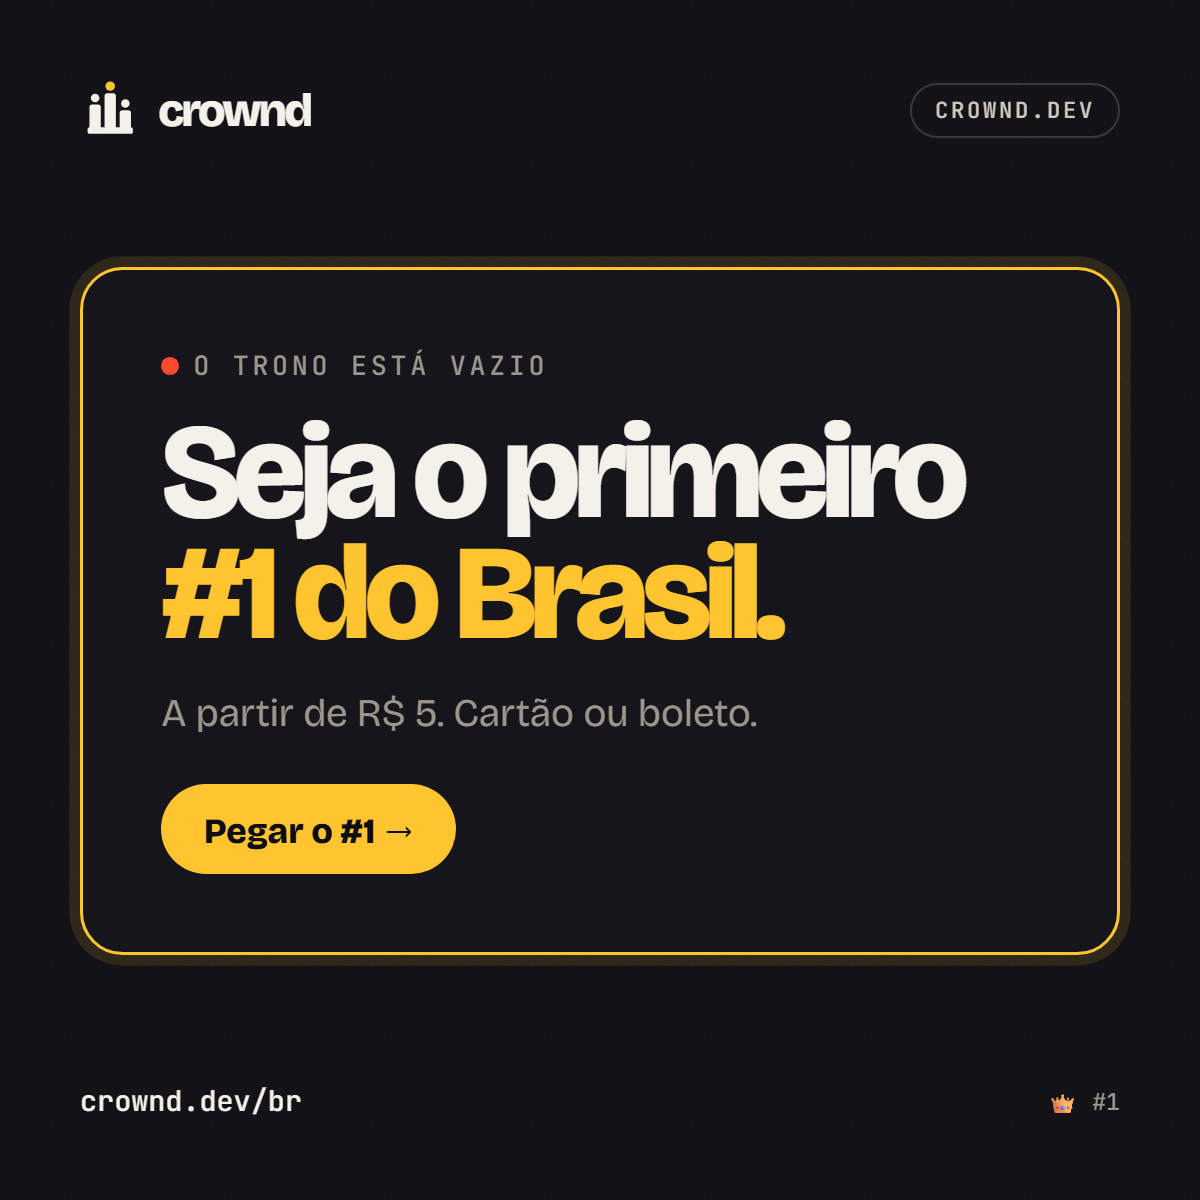 crownd
CROWND.DEV
O TRONO ESTÁ VAZIO
Seja o primeiro
#1 do Brasil.
A partir de R$ 5. Cartão ou boleto.
Pegar o #1 →
crownd.dev/br
👑 #1